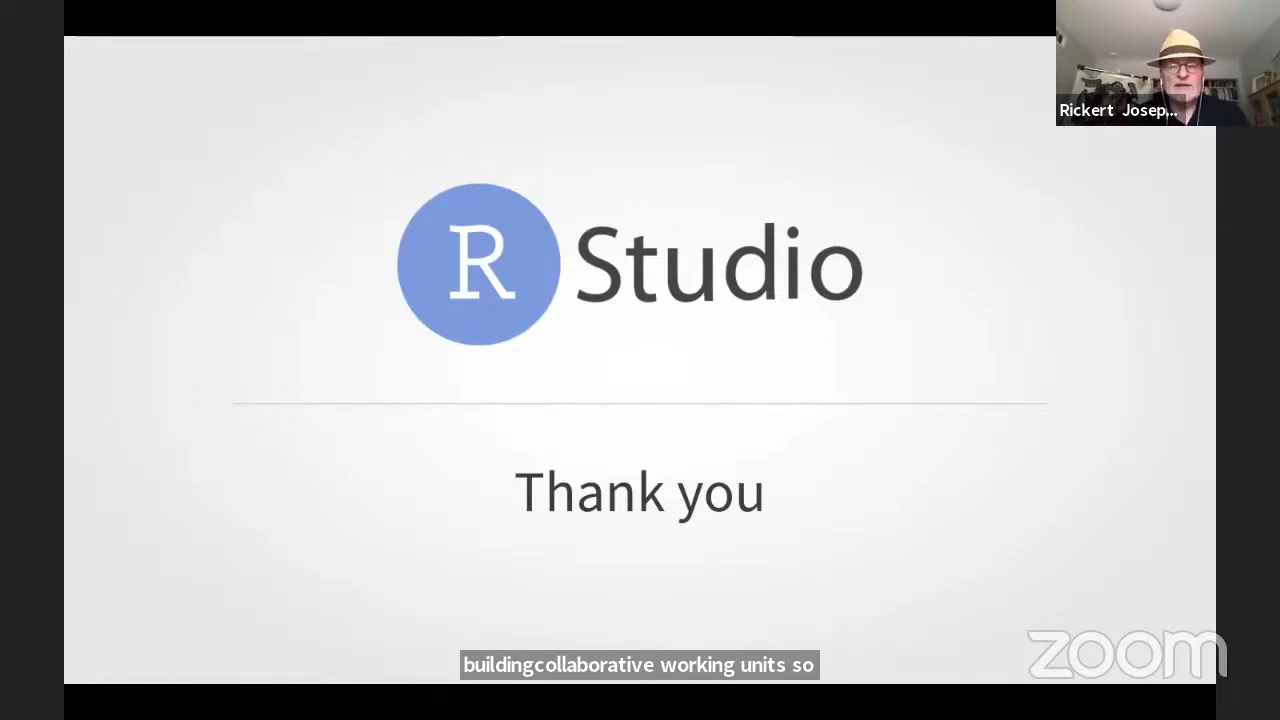 Rickert Josep...
R Studio
Thank you
buildingcollaborative working units so
zoom